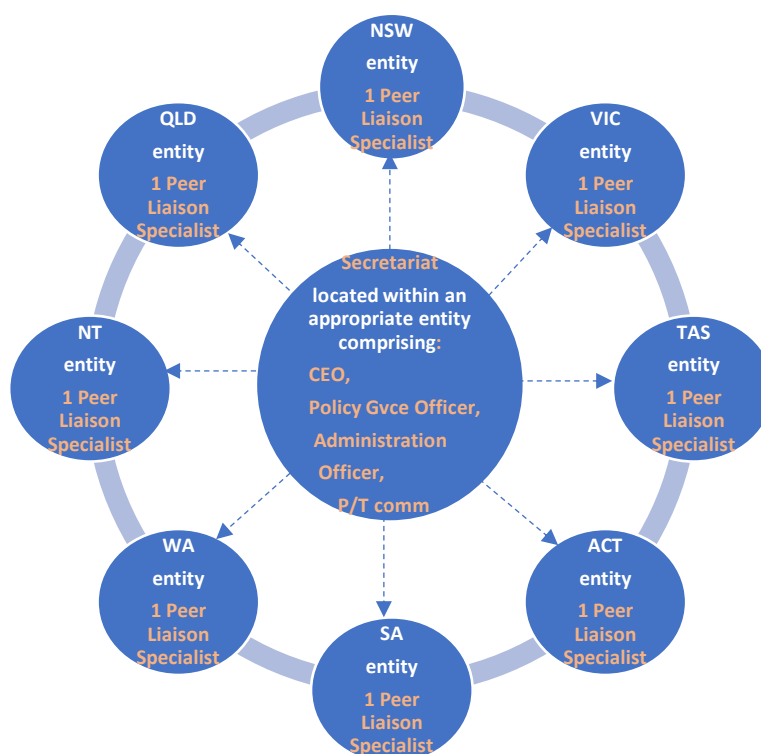 NSW
entity
1 Peer
Liaison
Specialist
VIC
entity
1 Peer
Liaison
Specialist
TAS
entity
1 Peer
Liaison
Specialist
ACT
entity
1 Peer
Liaison
Specialist
SA
entity
1 Peer
Liaison
Specialist
WA
entity
1 Peer
Liaison
Specialist
NT
entity
1 Peer
Liaison
Specialist
QLD
entity
1 Peer
Liaison
Specialist
Secretariat
located within an
appropriate entity
comprising:
CEO,
Policy Gvce Officer,
Administration
Officer,
P/T comm